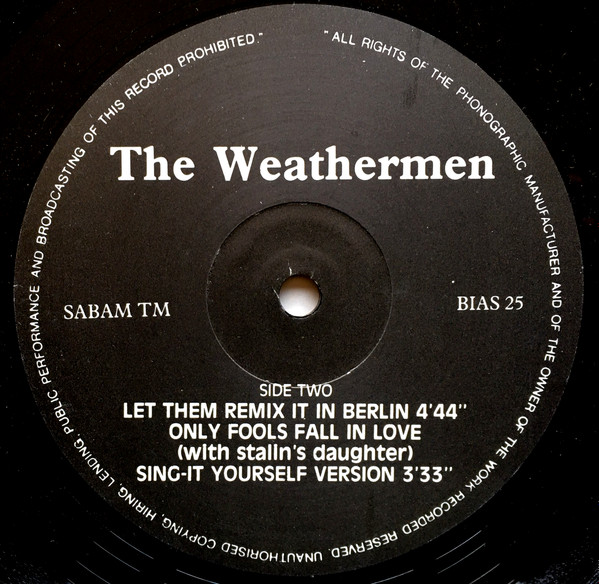 "ALL RIGHTS OF THE PHONOGRAPHIC MANUFACTURER AND OF THE OWNER OF THE WORK RECORDED RESERVED. UNAUTHORISED COPYING, HIRING, LENDING, PUBLIC PERFORMANCE AND BROADCASTING OF THIS RECORD PROHIBITED."
The Weathermen
SABAM TM
BIAS 25
SIDE TWO
LET THEM REMIX IT IN BERLIN 4'44"
ONLY FOOLS FALL IN LOVE
(with stalin's daughter)
SING-IT YOURSELF VERSION 3'33"